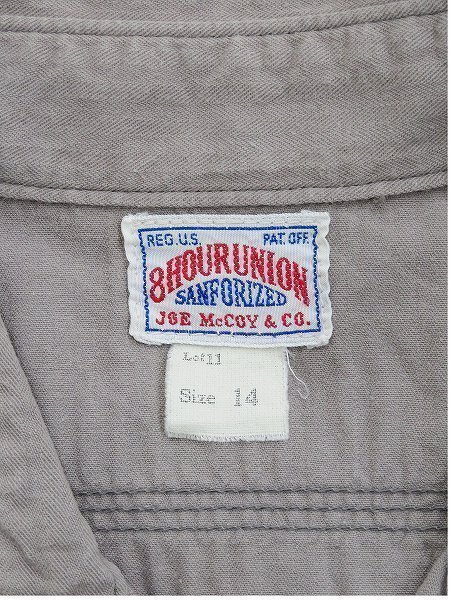 REG. U.S. PAT. OFF.
8HOURUNION
SANFORIZED
JOE McCOY & CO.
Lot11
Size 14